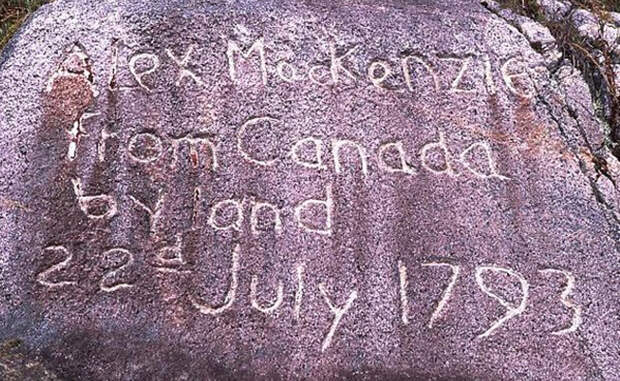 Alex MacKenzie
from Canada
by land
22d July 1793